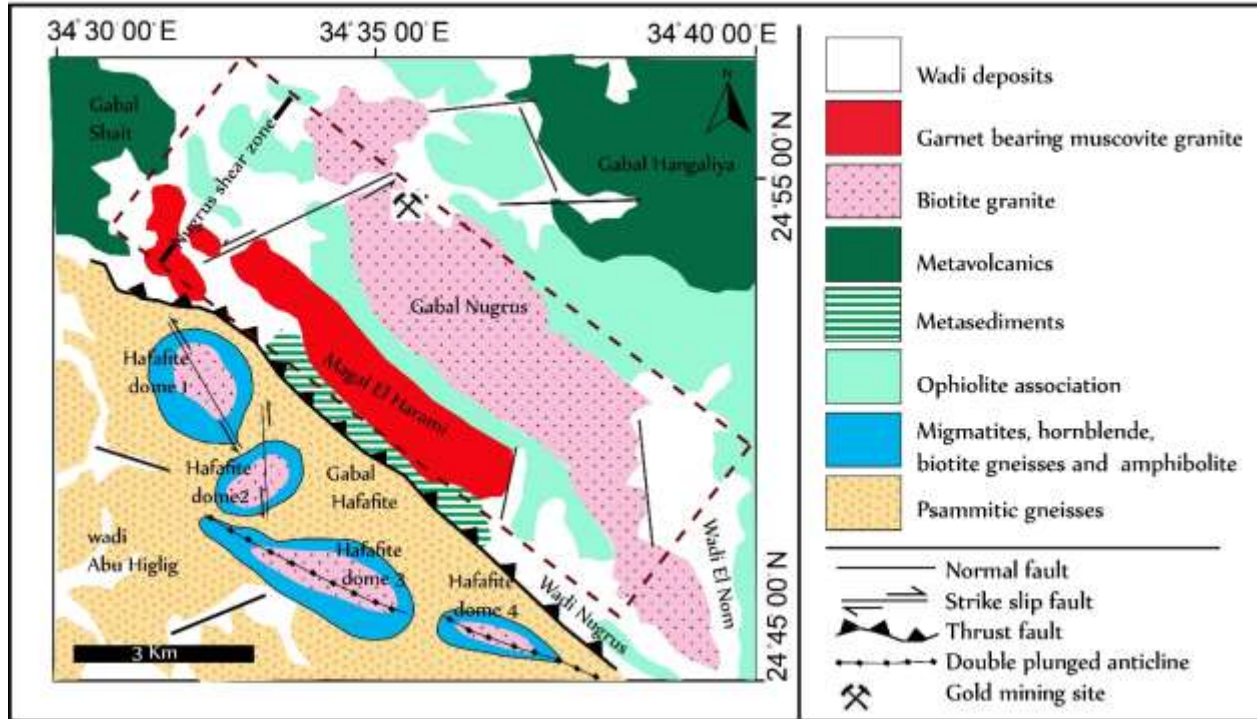 34˚30´00˝E
34˚35´00˝E
34˚40´00˝E
N
Gabal
Shait
Nugrus shear zone
Gabal Hangaliya
24˚55´00˝N
Gabal Nugrus
Hafafite
dome 1
Magal El Harami
Hafafite
dome2
Gabal
Hafafite
wadi
Abu Higlig
Hafafite
dome 3
Hafafite
dome 4
Wadi Nugrus
Wadi El Nom
24˚45´00˝N
3 Km
Wadi deposits
Garnet bearing muscovite granite
Biotite granite
Metavolcanics
Metasediments
Ophiolite association
Migmatites, hornblende,
biotite gneisses and amphibolite
Psammitic gneisses
Normal fault
Strike slip fault
Thrust fault
Double plunged anticline
Gold mining site